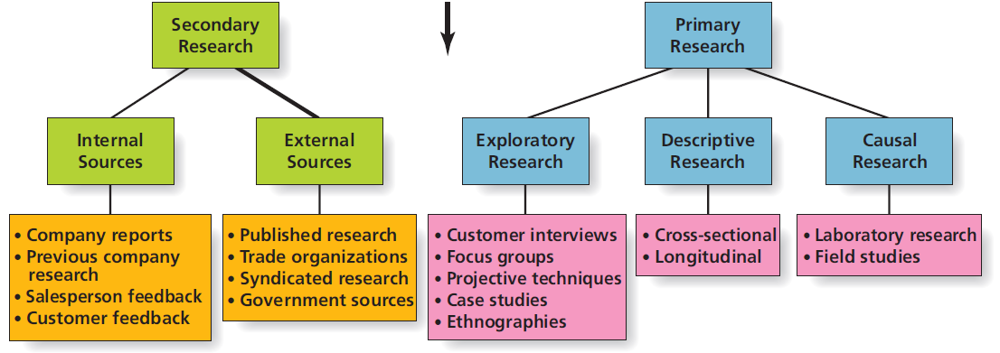 Secondary
Research
Primary
Research
Internal
Sources
External
Sources
Exploratory
Research
Descriptive
Research
Causal
Research
• Company reports
• Previous company
research
• Salesperson feedback
• Customer feedback
• Published research
• Trade organizations
• Syndicated research
• Government sources
• Customer interviews
• Focus groups
• Projective techniques
• Case studies
• Ethnographies
• Cross-sectional
• Longitudinal
• Laboratory research
• Field studies